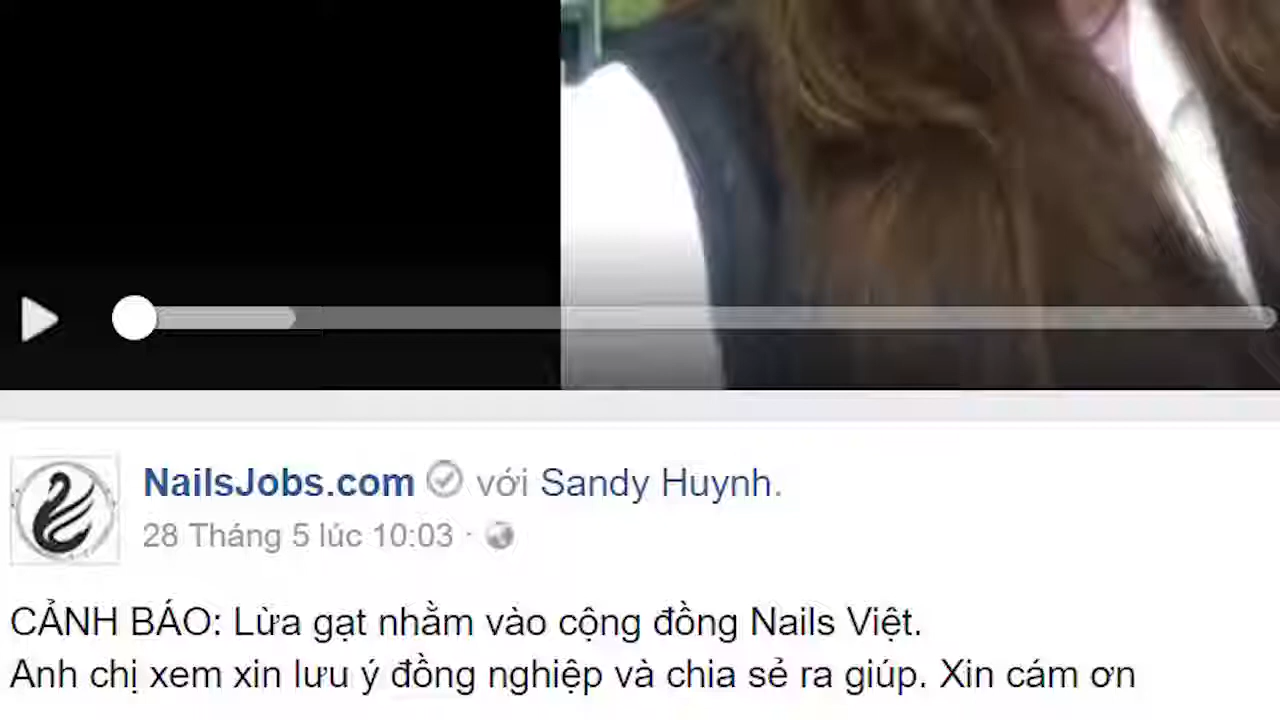 NailsJobs.com với Sandy Huynh.
28 Tháng 5 lúc 10:03 ·
CẢNH BÁO: Lừa gạt nhằm vào cộng đồng Nails Việt.
Anh chị xem xin lưu ý đồng nghiệp và chia sẻ ra giúp. Xin cám ơn